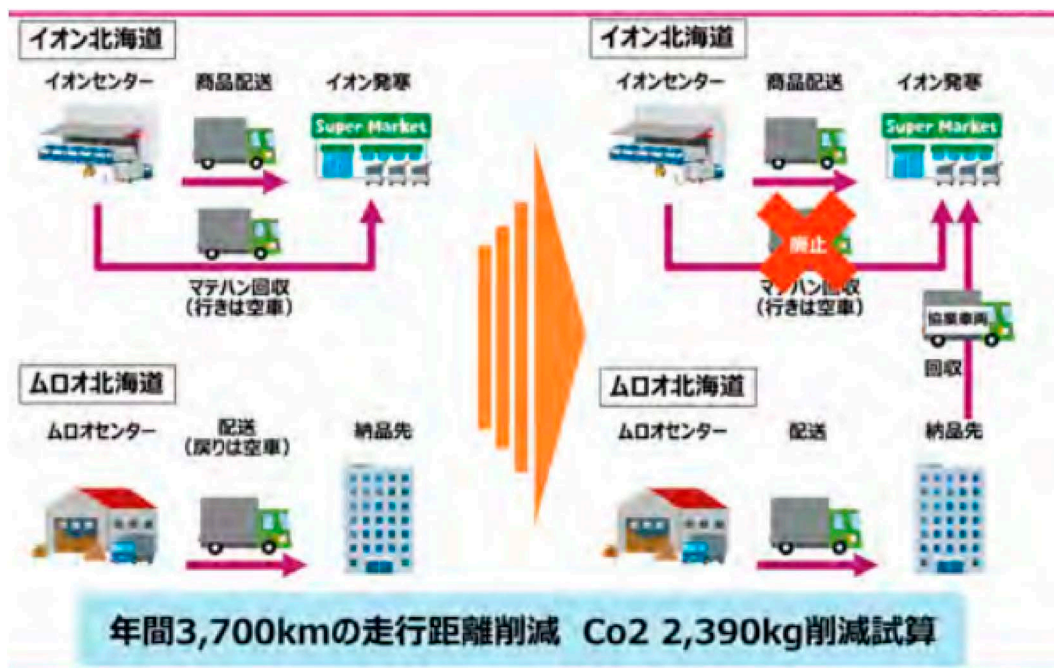 イオン北海道
イオンセンター 商品配送 イオン発寒
Super Market
マテハン回収
(行きは空車)
ムロオ北海道
ムロオセンター 配送 納品先
(戻りは空車)
イオン北海道
イオンセンター 商品配送 イオン発寒
Super Market
廃止
マテハン回収
(行きは空車)
協業車両
回収
ムロオ北海道
ムロオセンター 配送 納品先
年間3,700kmの走行距離削減 Co2 2,390kg削減試算